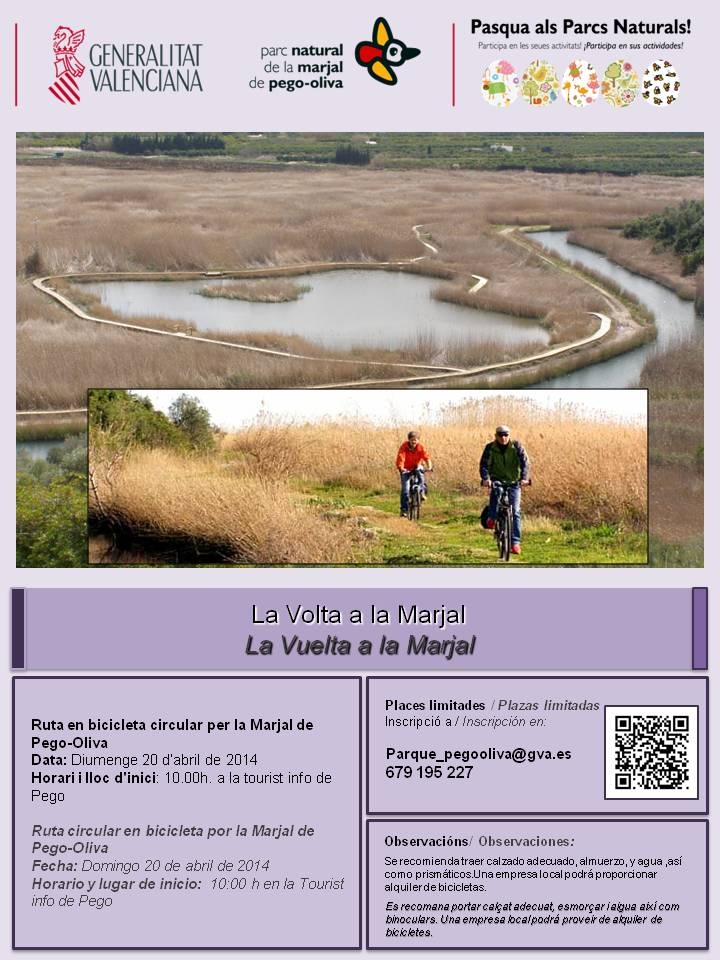 GENERALITAT
VALENCIANA
parc natural
de la marjal
de pego-oliva
Pasqua als Parcs Naturals!
Participa en les seues activitats! ¡Participa en sus actividades!
La Volta a la Marjal
La Vuelta a la Marjal
Ruta en bicicleta circular per la Marjal de
Pego-Oliva
Data: Diumenge 20 d'abril de 2014
Horari i lloc d'inici: 10.00h. a la tourist info de
Pego
Ruta circular en bicicleta por la Marjal de
Pego-Oliva
Fecha: Domingo 20 de abril de 2014
Horario y lugar de inicio: 10:00 h en la Tourist
info de Pego
Places limitades / Plazas limitadas
Inscripció a / Inscripción en:
Parque_pegooliva@gva.es
679 195 227
Observacións/ Observaciones:
Se recomienda traer calzado adecuado, almuerzo, y agua ,así
como prismáticos.Una empresa local podrá proporcionar
alquiler de bicicletas.
Es recomana portar calçat adecuat, esmorçar i aigua així com
binoculars. Una empresa local podrà proveir de alquiler de
bicicletes.